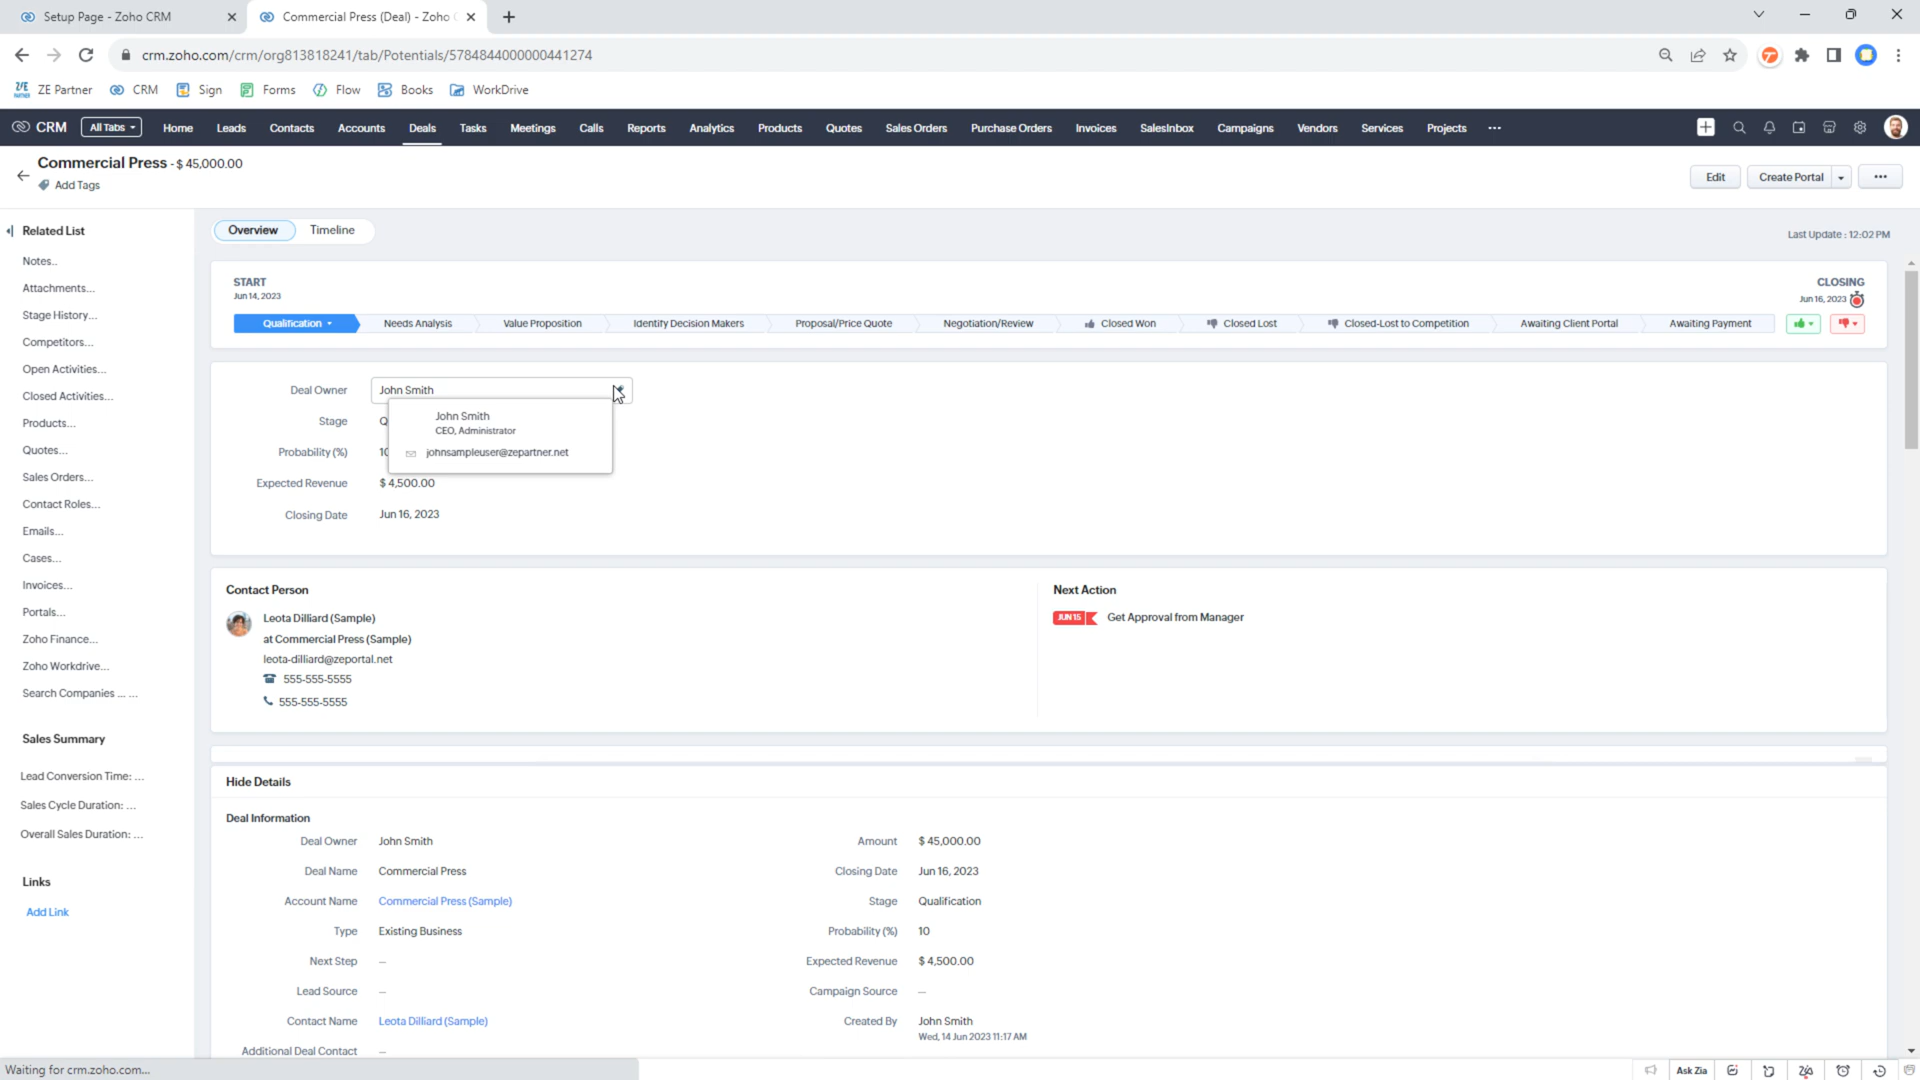 Setup Page - Zoho CRM
Commercial Press (Deal) - Zoho C
crm.zoho.com/crm/org813818241/tab/Potentials/5784844000000441274
ZE Partner
CRM
Sign
Forms
Flow
Books
WorkDrive
CRM
All Tabs
Home
Leads
Contacts
Accounts
Deals
Tasks
Meetings
Calls
Reports
Analytics
Products
Quotes
Sales Orders
Purchase Orders
Invoices
SalesInbox
Campaigns
Vendors
Services
Projects
Commercial Press - $ 45,000.00
Add Tags
Edit
Create Portal
Related List
Notes..
Attachments...
Stage History...
Competitors...
Open Activities...
Closed Activities...
Products...
Quotes...
Sales Orders...
Contact Roles...
Emails...
Cases...
Invoices...
Portals...
Zoho Finance...
Zoho Workdrive...
Search Companies ... ...
Sales Summary
Lead Conversion Time: ...
Sales Cycle Duration: ...
Overall Sales Duration: ...
Links
Add Link
Overview
Timeline
Last Update : 12:02 PM
START
Jun 14, 2023
CLOSING
Jun 16, 2023
Qualification
Needs Analysis
Value Proposition
Identify Decision Makers
Proposal/Price Quote
Negotiation/Review
Closed Won
Closed Lost
Closed-Lost to Competition
Awaiting Client Portal
Awaiting Payment
Deal Owner John Smith
John Smith
CEO, Administrator
johnsampleuser@zepartner.net
Stage Q
Probability (%) 10
Expected Revenue $ 4,500.00
Closing Date Jun 16, 2023
Contact Person
Leota Dilliard (Sample)
at Commercial Press (Sample)
leota-dilliard@zeportal.net
555-555-5555
555-555-5555
Next Action
JUN 15 Get Approval from Manager
Hide Details
Deal Information
Deal Owner John Smith
Amount $ 45,000.00
Deal Name Commercial Press
Closing Date Jun 16, 2023
Account Name Commercial Press (Sample)
Stage Qualification
Type Existing Business
Probability (%) 10
Next Step —
Expected Revenue $ 4,500.00
Lead Source —
Campaign Source —
Contact Name Leota Dilliard (Sample)
Created By John Smith
Wed, 14 Jun 2023 11:17 AM
Additional Deal Contact —
Waiting for crm.zoho.com...
Ask Zia